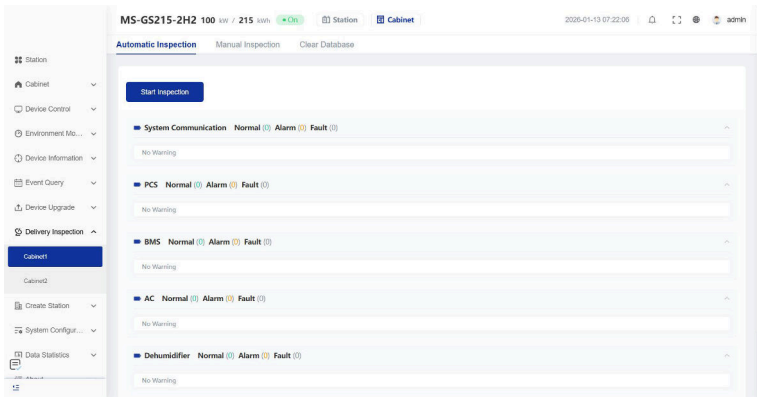 MS-GS215-2H2 100 kW / 215 kWh On Station Cabinet 2026-01-13 07:22:06 admin
Automatic Inspection Manual Inspection Clear Database
Station
Cabinet
Device Control
Environment Mo...
Device Information
Event Query
Device Upgrade
Delivery Inspection
Cabinet1
Cabinet2
Create Station
System Configur...
Data Statistics
Start Inspection
System Communication Normal (0) Alarm (0) Fault (0)
No Warning
PCS Normal (0) Alarm (0) Fault (0)
No Warning
BMS Normal (0) Alarm (0) Fault (0)
No Warning
AC Normal (0) Alarm (0) Fault (0)
No Warning
Dehumidifier Normal (0) Alarm (0) Fault (0)
No Warning